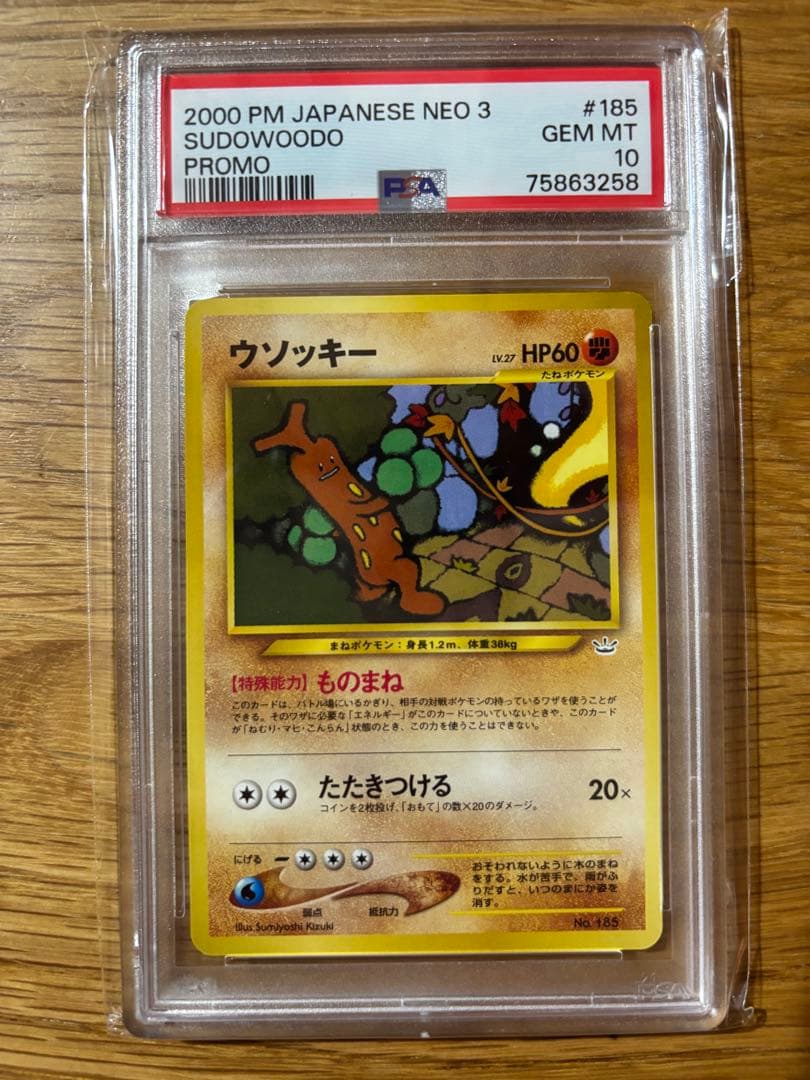 2000 PM JAPANESE NEO 3 #185
SUDOWOODO GEM MT
PROMO 10
PSA 75863258
ウソッキー LV.27 HP60
たねポケモン
まねポケモン：身長1.2m、体重38kg
【特殊能力】ものまね
このカードは、バトル場にいるかぎり、相手の対戦ポケモンの持っているワザを使うことが
できる。そのワザに必要な「エネルギー」がこのカードについていないときや、このカード
が「ねむり・マヒ・こんらん」状態のとき、この力を使うことはできない。
たたきつける 20×
コインを2枚投げ、「おもて」の数×20のダメージ。
にげる
おそわれないように木のまね
をする。水が苦手で、雨がふ
りだすと、いつのまにか姿を
消す。
弱点 抵抗力
Illus. Sumiyoshi Kizuki No. 185